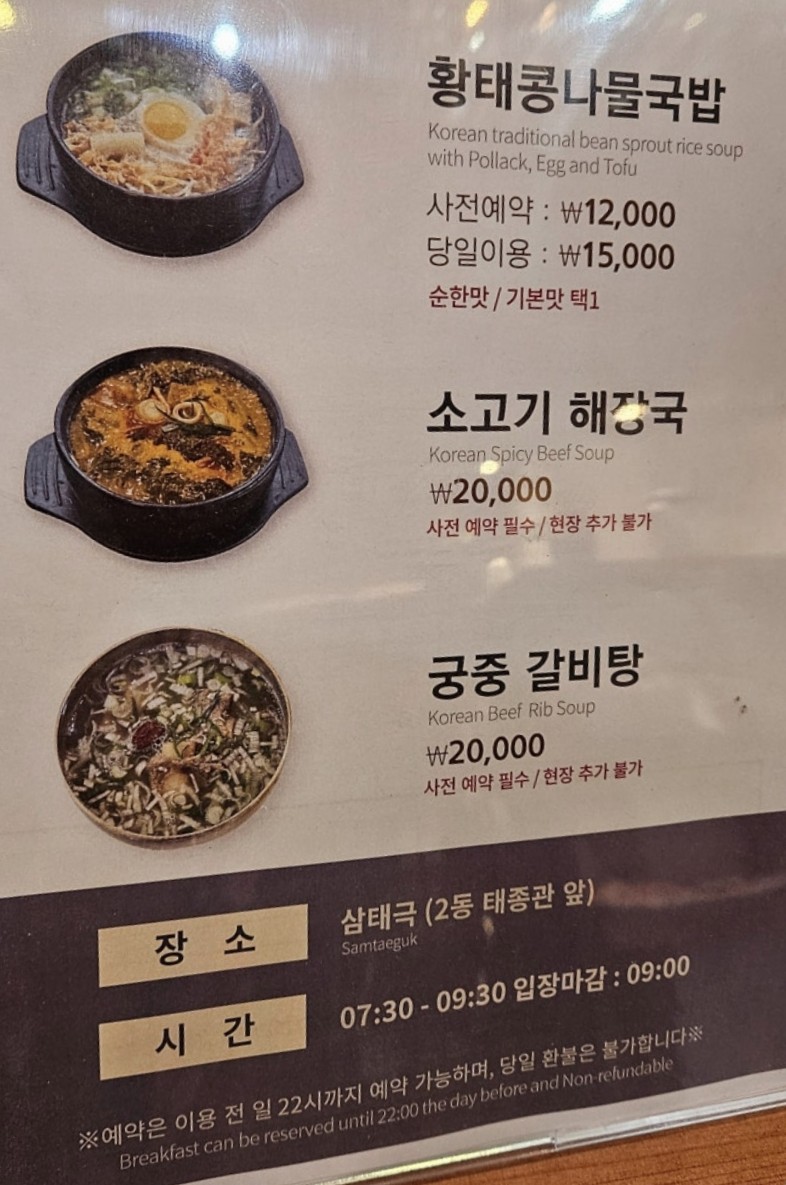 황태콩나물국밥
Korean traditional bean sprout rice soup
with Pollack, Egg and Tofu
사전예약 : ₩12,000
당일이용 : ₩15,000
순한맛 / 기본맛 택1
소고기 해장국
Korean Spicy Beef Soup
₩20,000
사전 예약 필수 / 현장 추가 불가
궁중 갈비탕
Korean Beef Rib Soup
₩20,000
사전 예약 필수 / 현장 추가 불가
장 소
삼태극 (2동 태종관 앞)
Samtaeguk
시 간
07:30 - 09:30 입장마감 : 09:00
※예약은 이용 전 일 22시까지 예약 가능하며, 당일 환불은 불가합니다※
Breakfast can be reserved until 22:00 the day before and Non-refundable